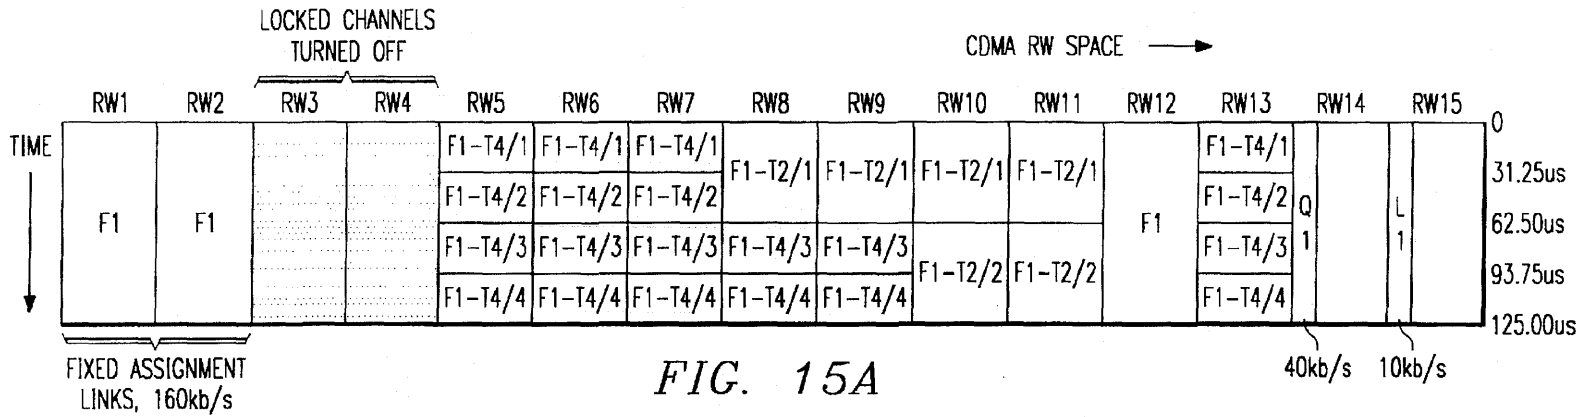 LOCKED CHANNELS
TURNED OFF
CDMA RW SPACE
RW1 RW2 RW3 RW4 RW5 RW6 RW7 RW8 RW9 RW10 RW11 RW12 RW13 RW14 RW15
TIME
0
F1-T4/1 F1-T4/1 F1-T4/1 F1-T4/1
F1-T2/1 F1-T2/1 F1-T2/1 F1-T2/1
31.25us
F1-T4/2 F1-T4/2 F1-T4/2 F1-T4/2
F1 F1 F1 Q1 L1
62.50us
F1-T4/3 F1-T4/3 F1-T4/3 F1-T4/3 F1-T4/3 F1-T4/3
F1-T2/2 F1-T2/2
93.75us
F1-T4/4 F1-T4/4 F1-T4/4 F1-T4/4 F1-T4/4 F1-T4/4
125.00us
FIXED ASSIGNMENT
LINKS, 160kb/s
40kb/s 10kb/s
FIG. 15A